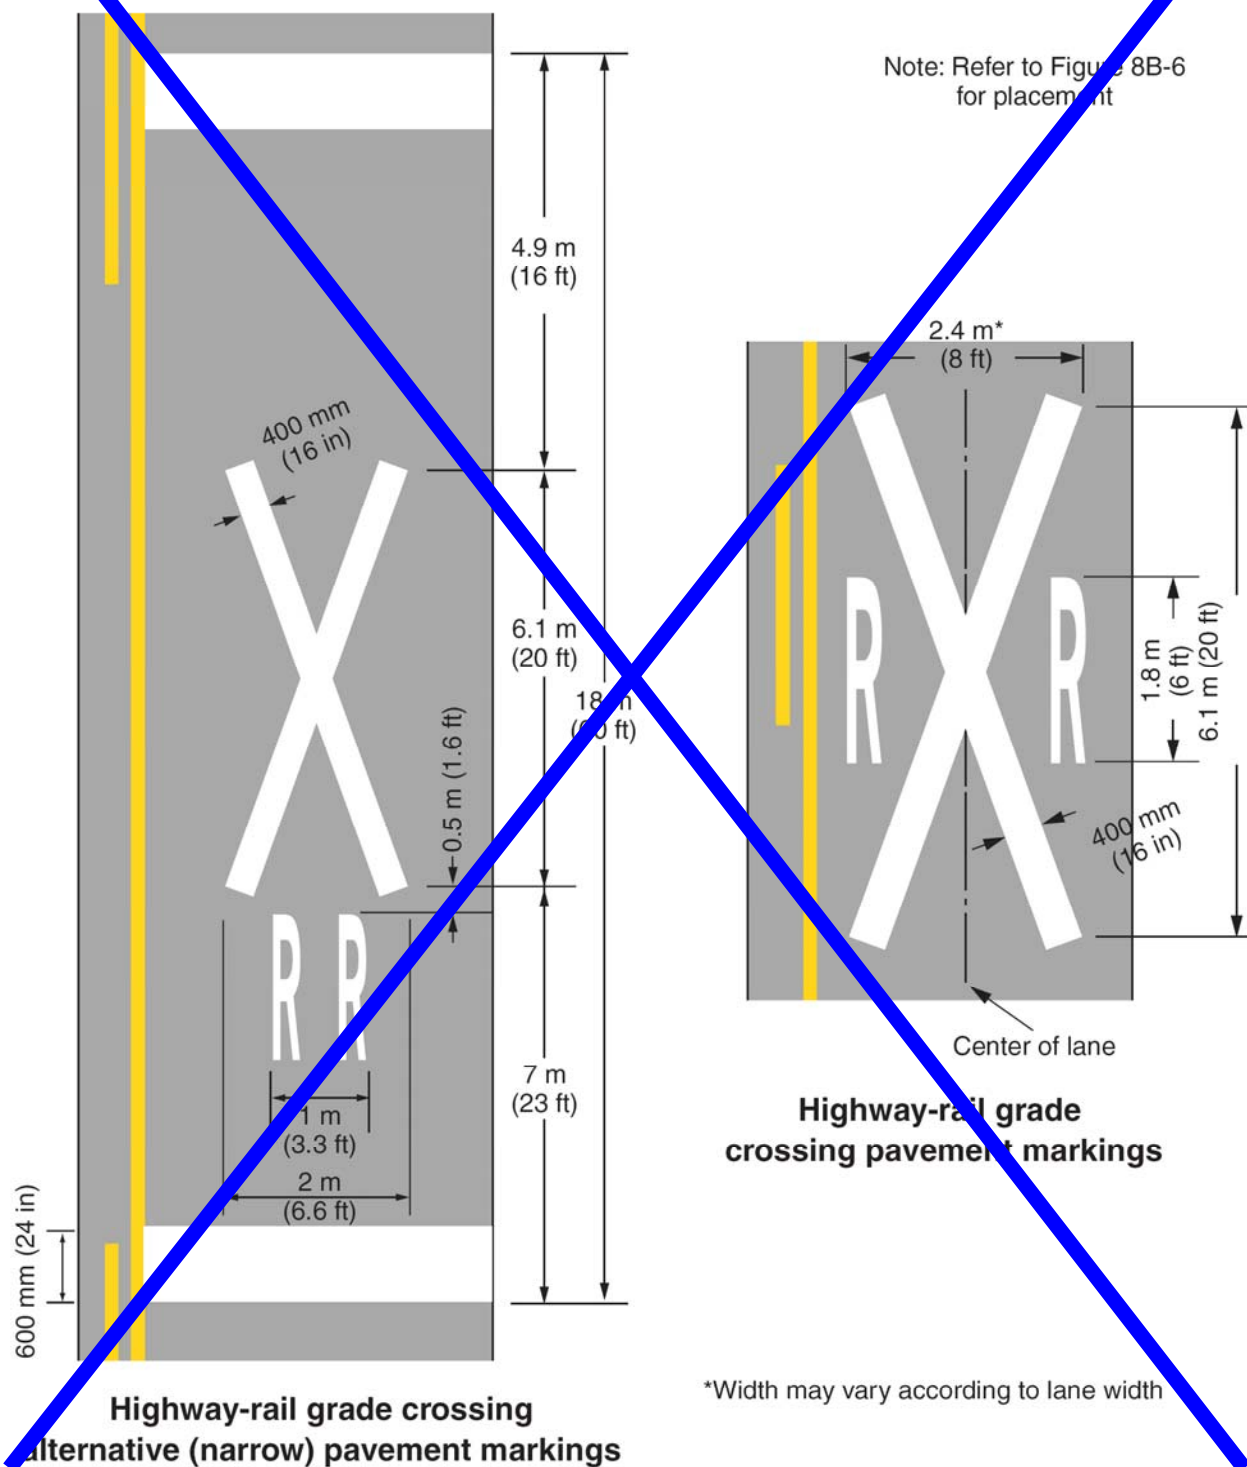 Note: Refer to Figure 8B-6
for placement
4.9 m
(16 ft)
400 mm
(16 in)
6.1 m
(20 ft)
18 m
(60 ft)
0.5 m (1.6 ft)
R R
7 m
(23 ft)
1 m
(3.3 ft)
2 m
(6.6 ft)
600 mm (24 in)
Highway-rail grade crossing
alternative (narrow) pavement markings
2.4 m*
(8 ft)
R R
1.8 m
(6 ft)
6.1 m (20 ft)
400 mm
(16 in)
Center of lane
Highway-rail grade
crossing pavement markings
*Width may vary according to lane width